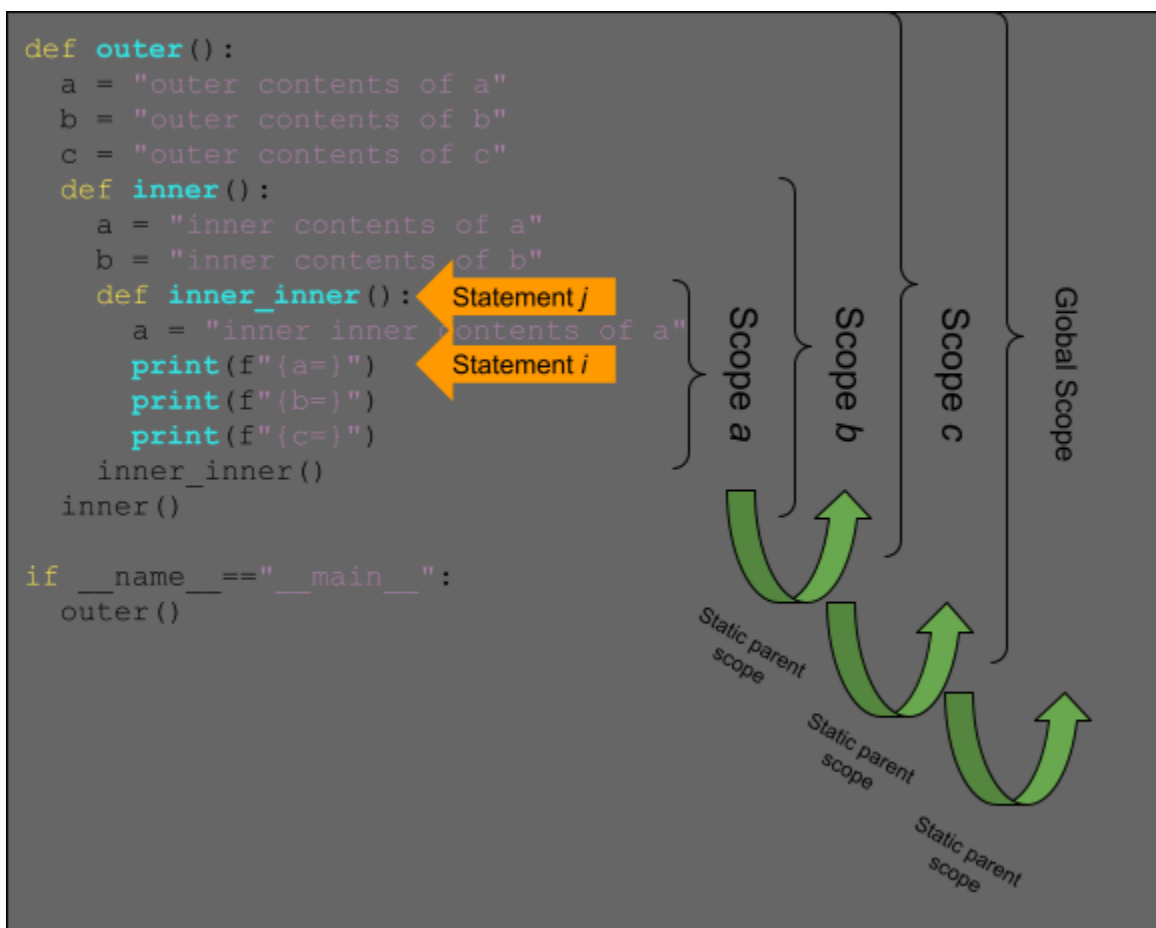 def outer():
a = "outer contents of a"
b = "outer contents of b"
c = "outer contents of c"
def inner():
a = "inner contents of a"
b = "inner contents of b"
def inner_inner():
Statement j
a = "inner inner contents of a"
print(f"{a=}")
Statement i
print(f"{b=}")
print(f"{c=}")
inner_inner()
inner()
if __name__=="__main__":
outer()
Scope a
Scope b
Scope c
Global Scope
Static parent
scope
Static parent
scope
Static parent
scope